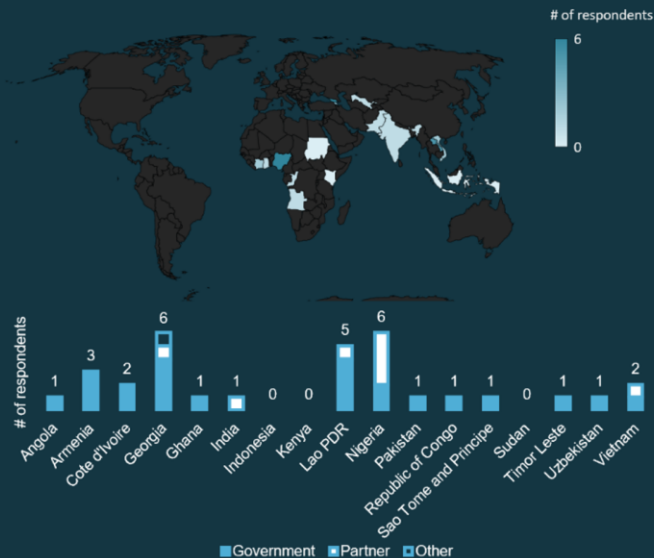 # of respondents
6
0
# of respondents
1
3
2
6
1
1
0
0
5
6
1
1
1
0
1
1
2
Angola
Armenia
Cote d'Ivoire
Georgia
Ghana
India
Indonesia
Kenya
Lao PDR
Nigeria
Pakistan
Republic of Congo
Sao Tome and Principe
Sudan
Timor Leste
Uzbekistan
Vietnam
Government Partner Other